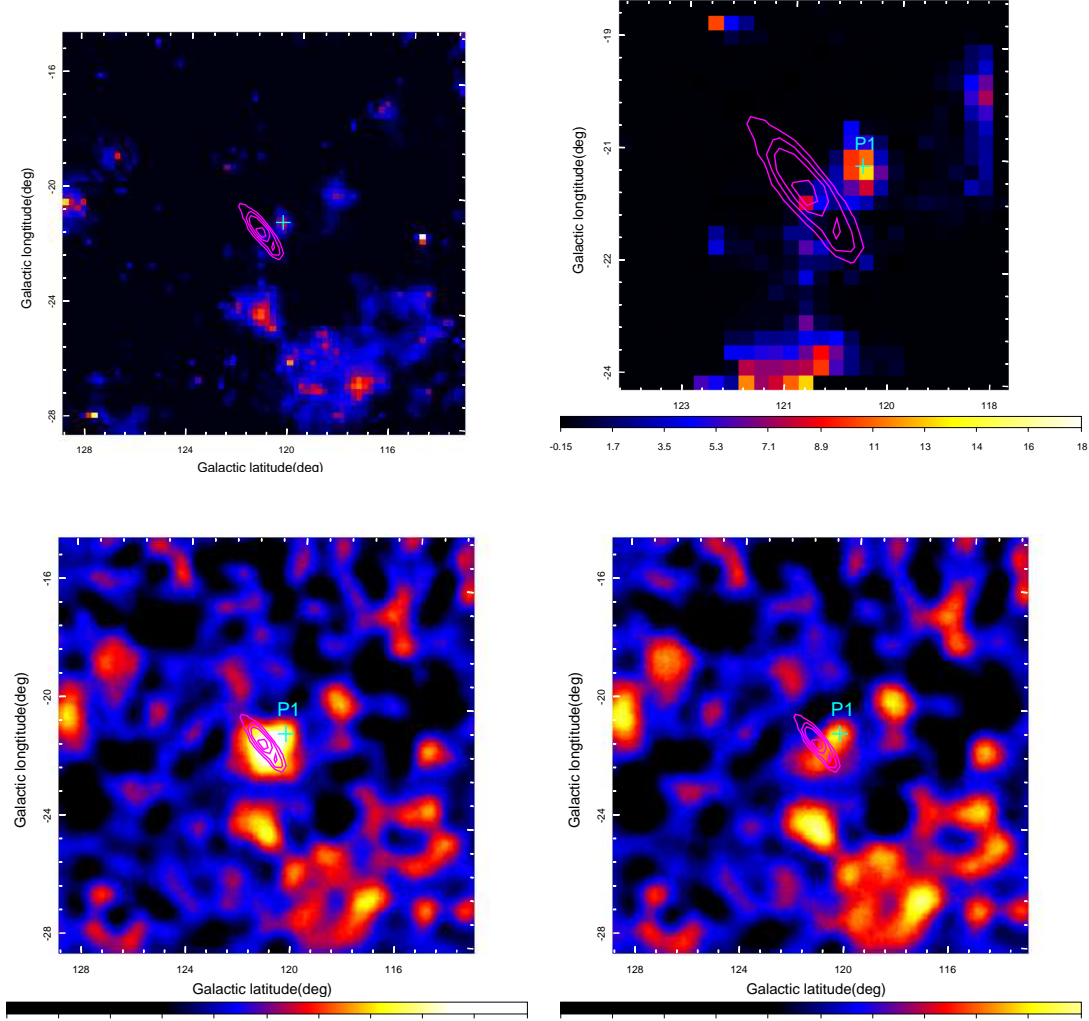 -16
-20
-24
-28
Galactic longtitude(deg)
128
124
120
116
Galactic latitude(deg)
-19
-21
-22
-24
Galactic longtitude(deg)
P1
123
121
120
118
-0.15 1.7 3.5 5.3 7.1 8.9 11 13 14 16 18
-16
-20
-24
-28
Galactic longtitude(deg)
P1
128
124
120
116
Galactic latitude(deg)
-16
-20
-24
-28
Galactic longtitude(deg)
P1
128
124
120
116
Galactic latitude(deg)